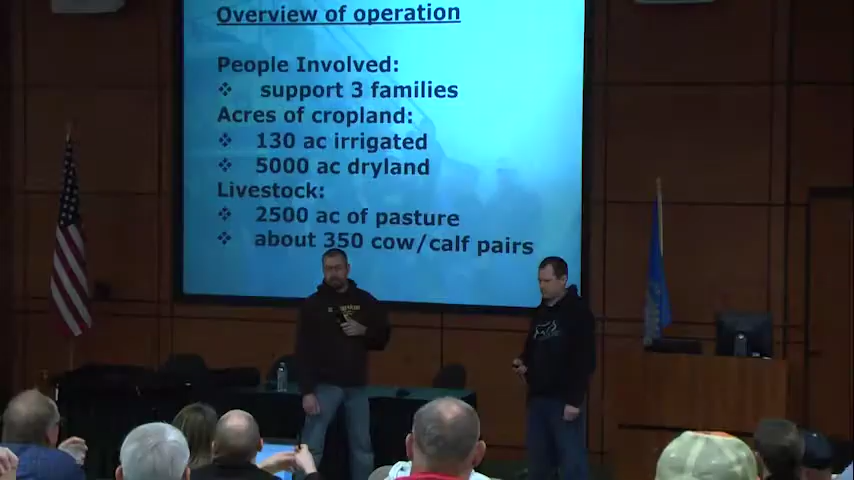 Overview of operation
People Involved:
❖ support 3 families
Acres of cropland:
❖ 130 ac irrigated
❖ 5000 ac dryland
Livestock:
❖ 2500 ac of pasture
❖ about 350 cow/calf pairs